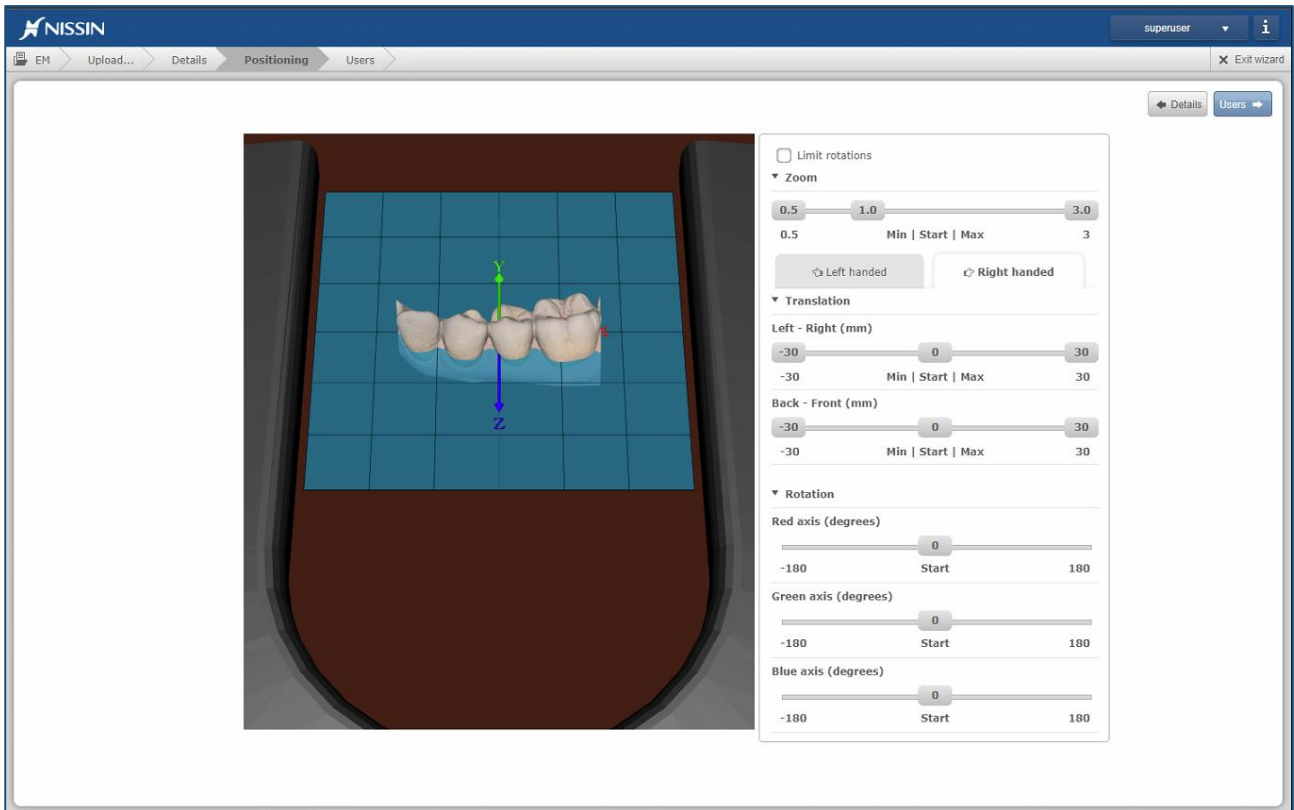 NISSIN
superuser
i
EM Upload... Details Positioning Users
Exit wizard
Details Users
Limit rotations
Zoom
0.5 1.0 3.0
0.5 Min | Start | Max 3
Left handed Right handed
Translation
Left - Right (mm)
-30 0 30
-30 Min | Start | Max 30
Back - Front (mm)
-30 0 30
-30 Min | Start | Max 30
Rotation
Red axis (degrees)
0
-180 Start 180
Green axis (degrees)
0
-180 Start 180
Blue axis (degrees)
0
-180 Start 180
Y
X
Z